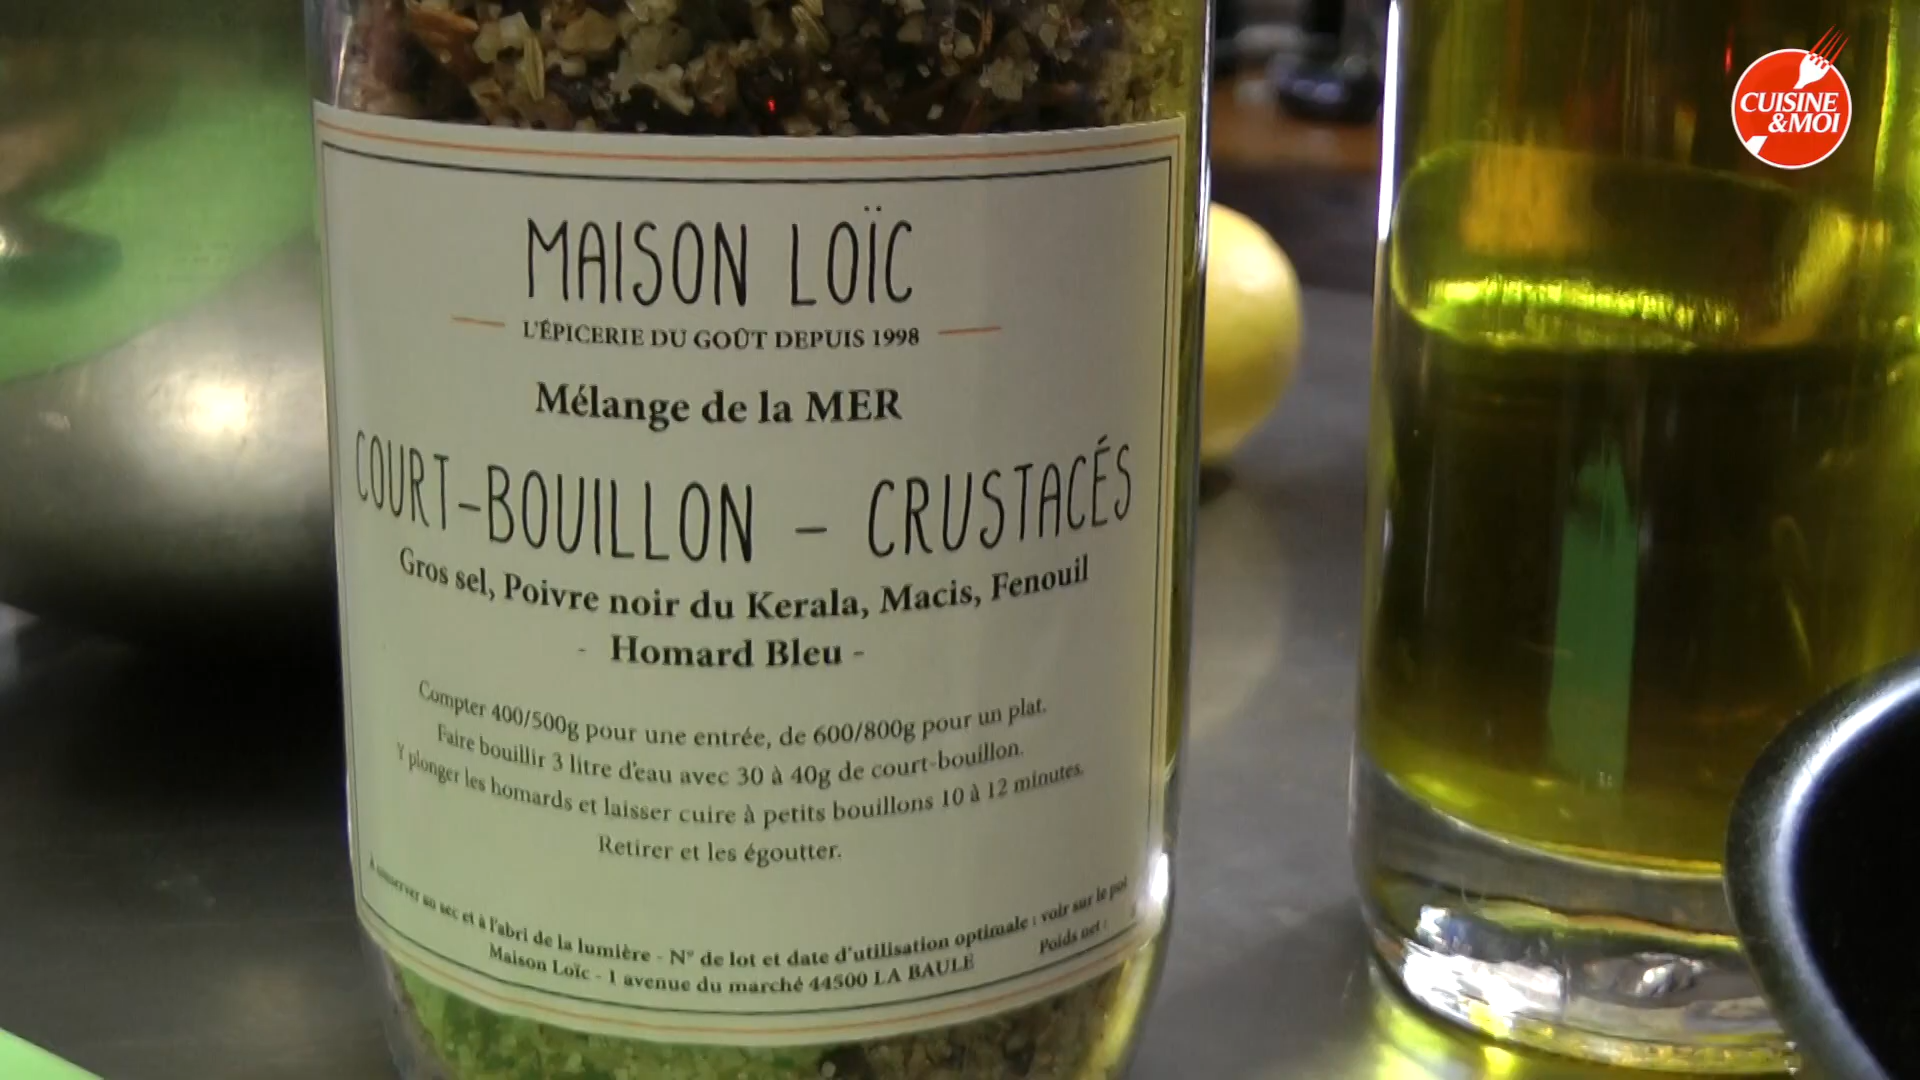 CUISINE
&MOI
MAISON LOÏC
L'ÉPICERIE DU GOÛT DEPUIS 1998
Mélange de la MER
COURT-BOUILLON - CRUSTACÉS
Gros sel, Poivre noir du Kerala, Macis, Fenouil
- Homard Bleu -
Compter 400/500g pour une entrée, de 600/800g pour un plat.
Faire bouillir 3 litre d'eau avec 30 à 40g de court-bouillon.
Y plonger les homards et laisser cuire à petits bouillons 10 à 12 minutes.
Retirer et les égoutter.
À conserver au sec et à l'abri de la lumière - N° de lot et date d'utilisation optimale : voir sur le pot
Maison Loïc - 1 avenue du marché 44500 LA BAULE
Poids net :